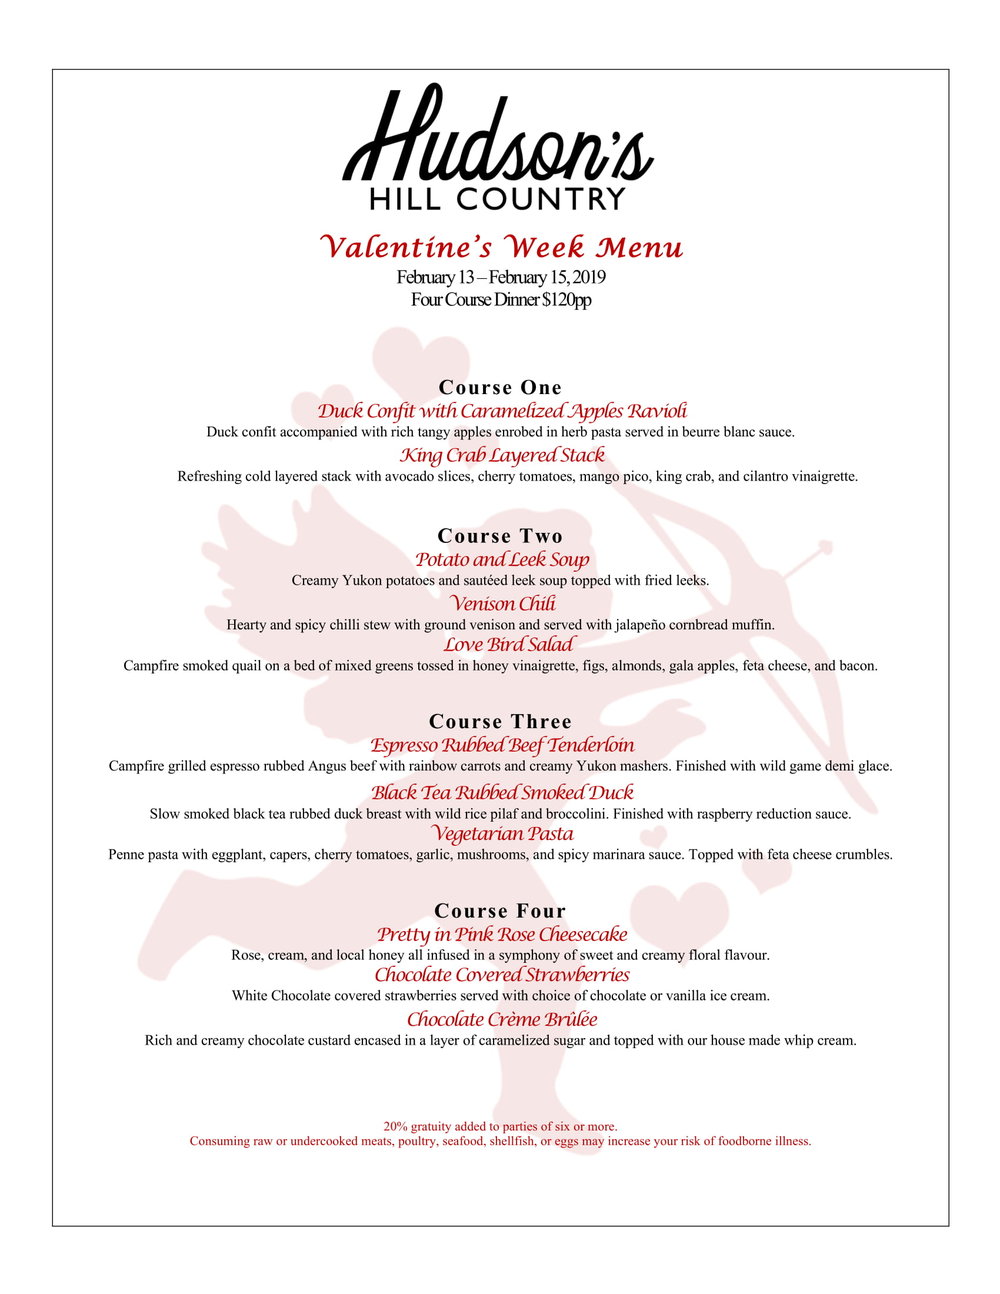 Hudson's
HILL COUNTRY
Valentine's Week Menu
February 13 – February 15, 2019
Four Course Dinner $120pp
Course One
Duck Confit with Caramelized Apples Ravioli
Duck confit accompanied with rich tangy apples enrobed in herb pasta served in beurre blanc sauce.
King Crab Layered Stack
Refreshing cold layered stack with avocado slices, cherry tomatoes, mango pico, king crab, and cilantro vinaigrette.
Course Two
Potato and Leek Soup
Creamy Yukon potatoes and sautéed leek soup topped with fried leeks.
Venison Chili
Hearty and spicy chilli stew with ground venison and served with jalapeño cornbread muffin.
Love Bird Salad
Campfire smoked quail on a bed of mixed greens tossed in honey vinaigrette, figs, almonds, gala apples, feta cheese, and bacon.
Course Three
Espresso Rubbed Beef Tenderloin
Campfire grilled espresso rubbed Angus beef with rainbow carrots and creamy Yukon mashers. Finished with wild game demi glace.
Black Tea Rubbed Smoked Duck
Slow smoked black tea rubbed duck breast with wild rice pilaf and broccolini. Finished with raspberry reduction sauce.
Vegetarian Pasta
Penne pasta with eggplant, capers, cherry tomatoes, garlic, mushrooms, and spicy marinara sauce. Topped with feta cheese crumbles.
Course Four
Pretty in Pink Rose Cheesecake
Rose, cream, and local honey all infused in a symphony of sweet and creamy floral flavour.
Chocolate Covered Strawberries
White Chocolate covered strawberries served with choice of chocolate or vanilla ice cream.
Chocolate Crème Brûlée
Rich and creamy chocolate custard encased in a layer of caramelized sugar and topped with our house made whip cream.
20% gratuity added to parties of six or more.
Consuming raw or undercooked meats, poultry, seafood, shellfish, or eggs may increase your risk of foodborne illness.